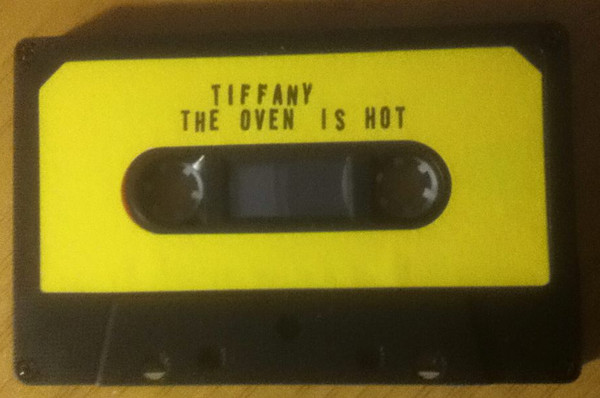 TIFFANY
THE OVEN IS HOT